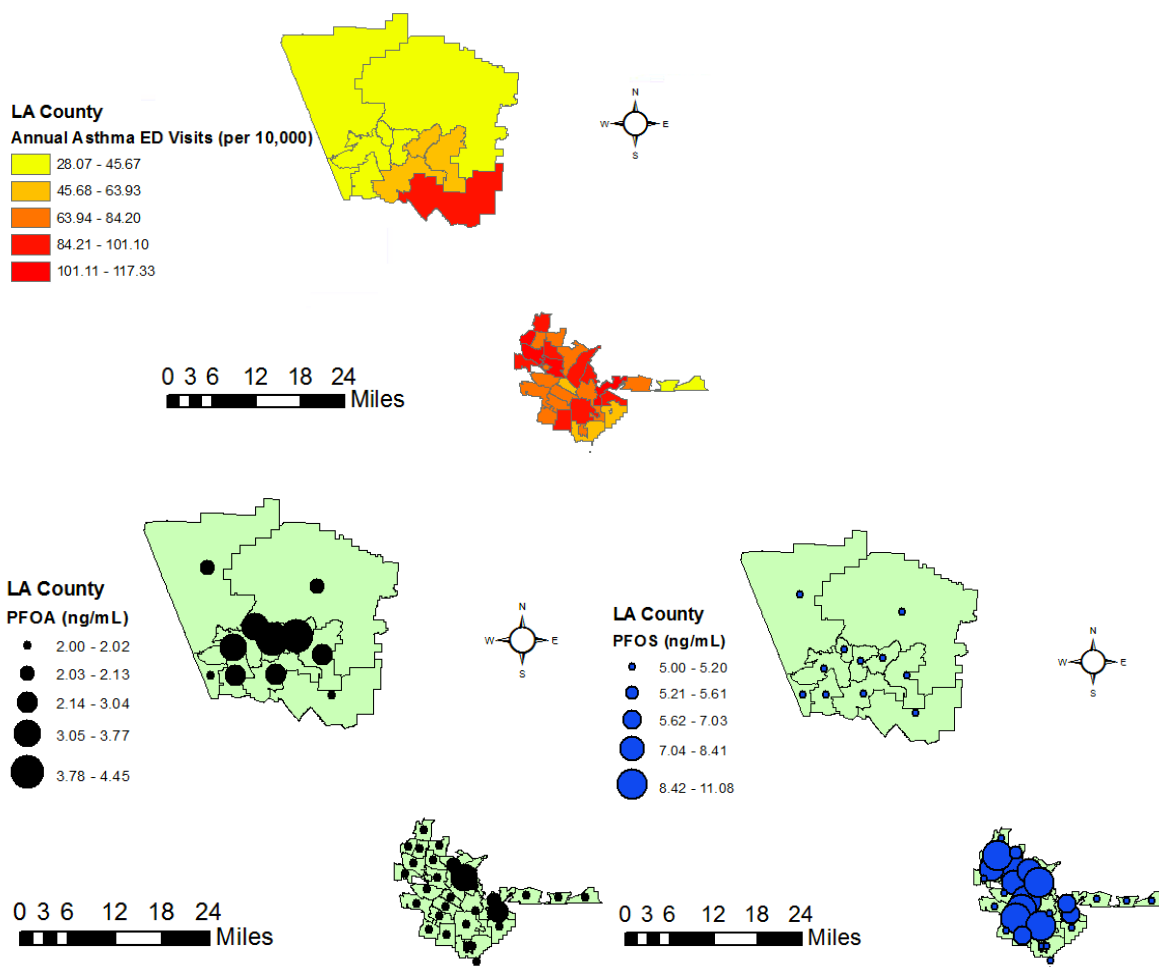 LA County
Annual Asthma ED Visits (per 10,000)
28.07 - 45.67
45.68 - 63.93
63.94 - 84.20
84.21 - 101.10
101.11 - 117.33
N
W E
S
0 3 6 12 18 24
Miles
LA County
PFOA (ng/mL)
2.00 - 2.02
2.03 - 2.13
2.14 - 3.04
3.05 - 3.77
3.78 - 4.45
N
W E
S
0 3 6 12 18 24
Miles
LA County
PFOS (ng/mL)
5.00 - 5.20
5.21 - 5.61
5.62 - 7.03
7.04 - 8.41
8.42 - 11.08
N
W E
S
0 3 6 12 18 24
Miles